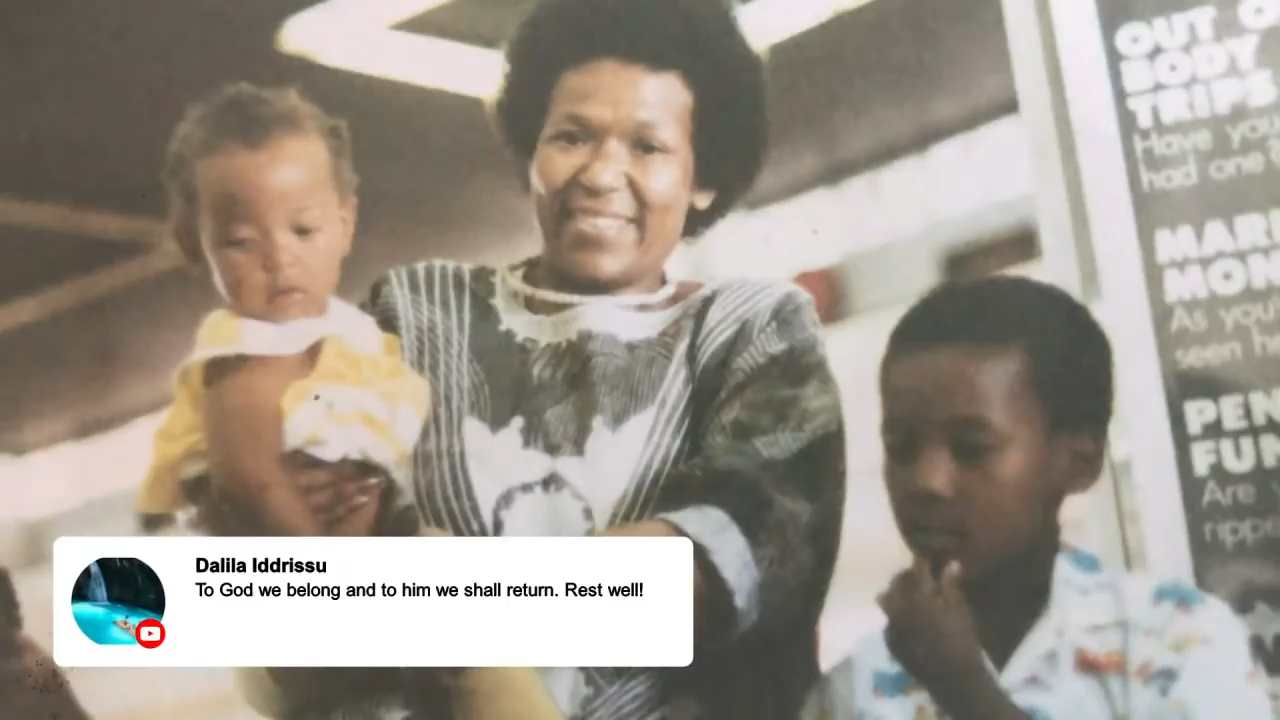 OUT O
BODY
TRIPS
Have you
had one?
MAR
MON
As you'
seen he
PEN
FUN
Are
rippi
Dalila Iddrissu
To God we belong and to him we shall return. Rest well!